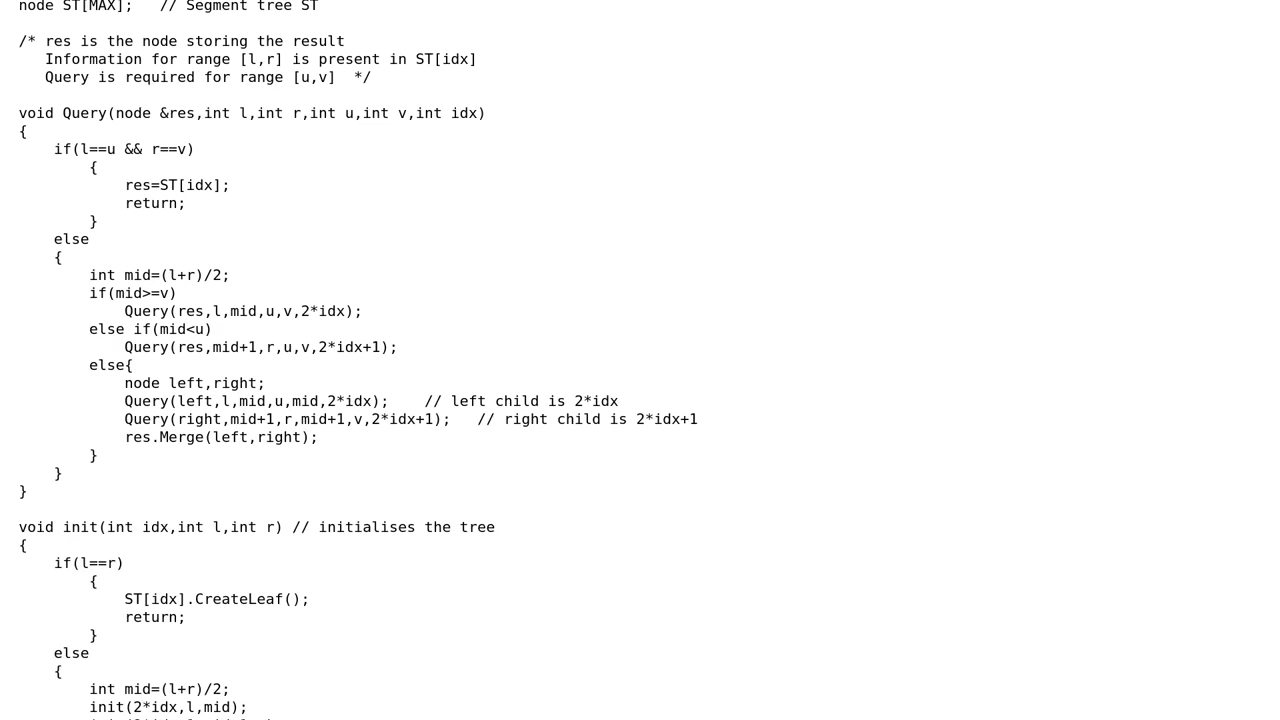 node ST[MAX];   // Segment tree ST

/* res is the node storing the result
   Information for range [l,r] is present in ST[idx]
   Query is required for range [u,v]  */

void Query(node &res,int l,int r,int u,int v,int idx)
{
    if(l==u && r==v)
        {
            res=ST[idx];
            return;
        }
    else
    {
        int mid=(l+r)/2;
        if(mid>=v)
            Query(res,l,mid,u,v,2*idx);
        else if(mid<u)
            Query(res,mid+1,r,u,v,2*idx+1);
        else{
            node left,right;
            Query(left,l,mid,u,mid,2*idx);    // left child is 2*idx
            Query(right,mid+1,r,mid+1,v,2*idx+1);   // right child is 2*idx+1
            res.Merge(left,right);
        }
    }
}

void init(int idx,int l,int r) // initialises the tree
{
    if(l==r)
        {
            ST[idx].CreateLeaf();
            return;
        }
    else
    {
        int mid=(l+r)/2;
        init(2*idx,l,mid);